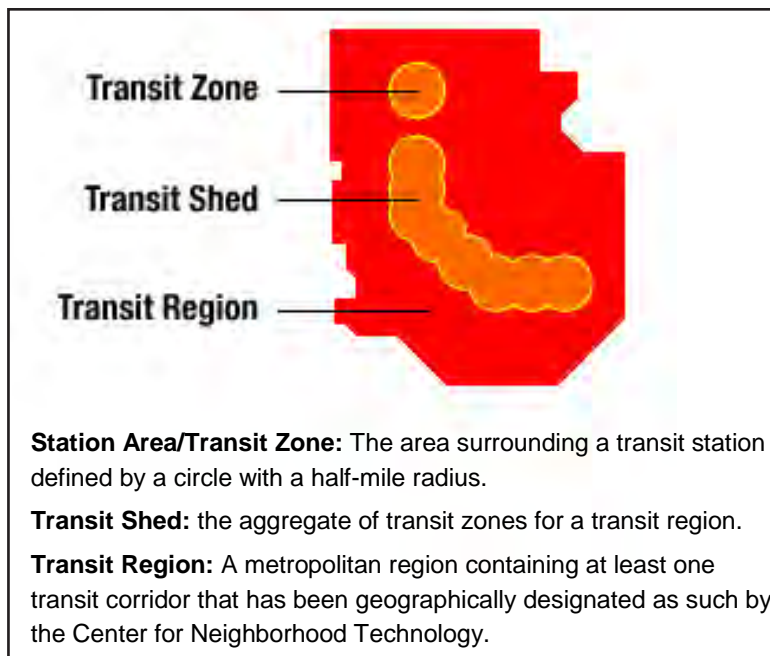 Transit Zone
Transit Shed
Transit Region
Station Area/Transit Zone: The area surrounding a transit station
defined by a circle with a half-mile radius.
Transit Shed: the aggregate of transit zones for a transit region.
Transit Region: A metropolitan region containing at least one
transit corridor that has been geographically designated as such by
the Center for Neighborhood Technology.